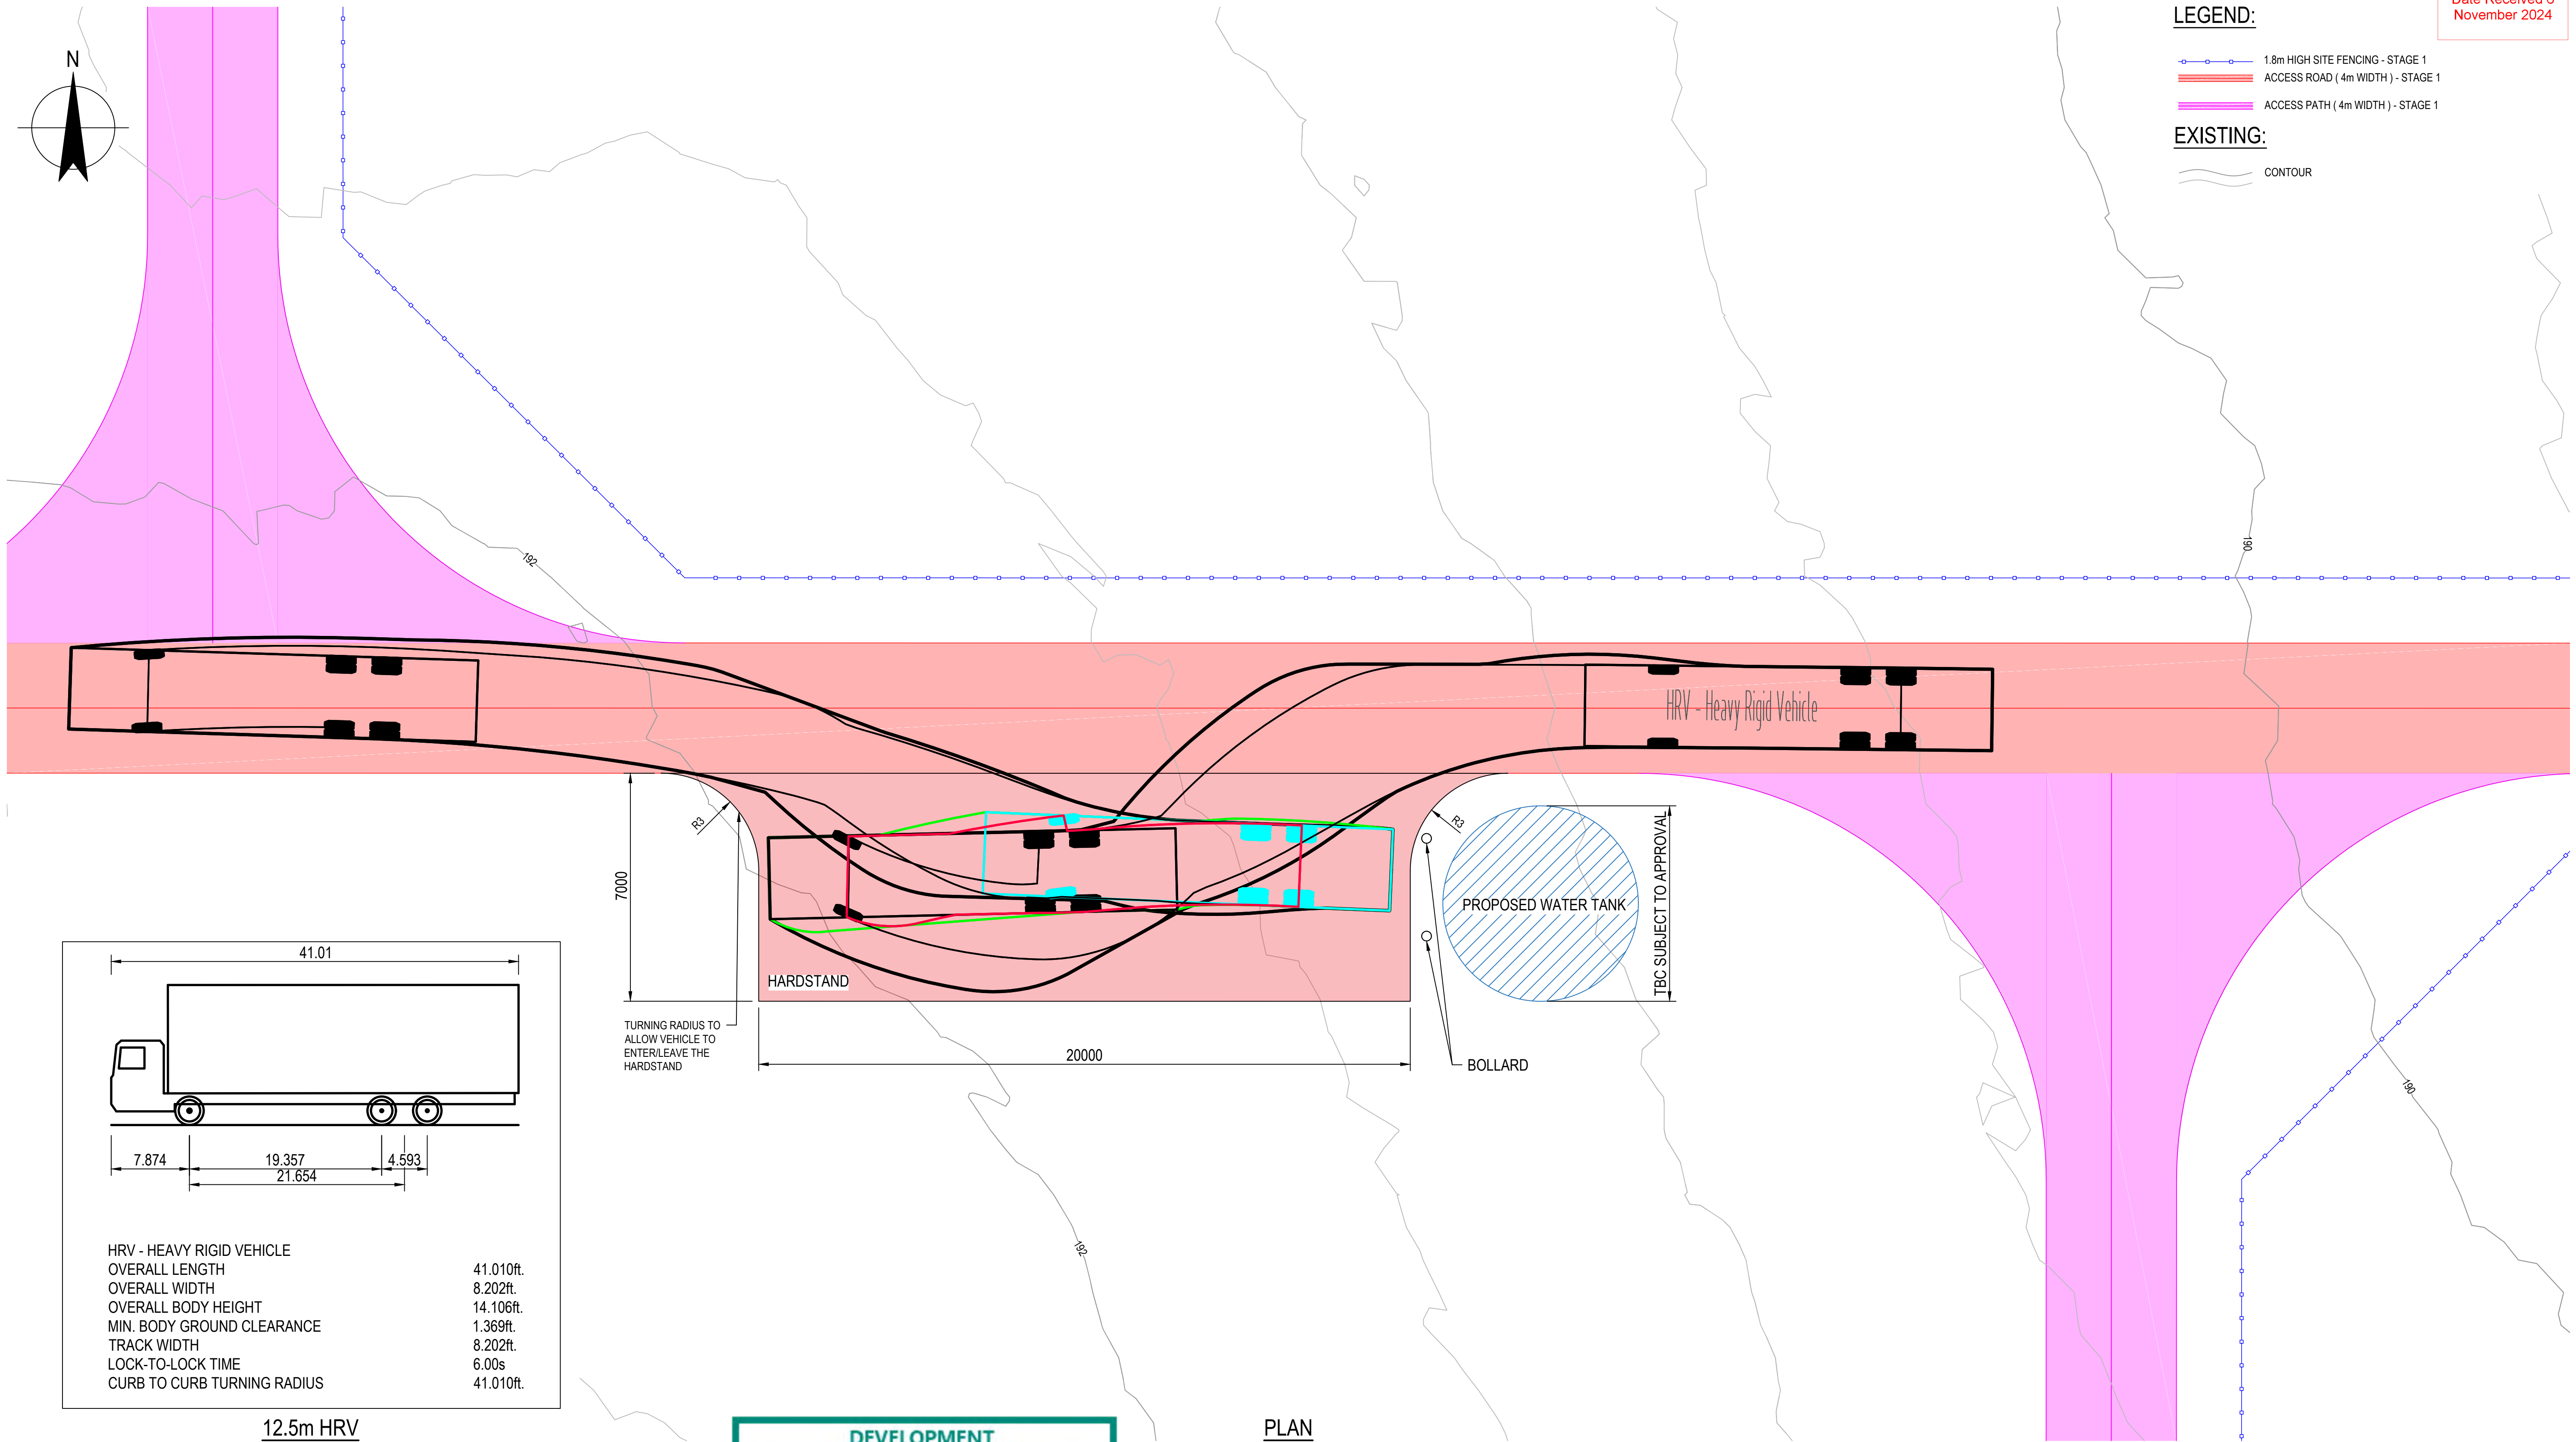 LEGEND:
November 2024
N
1.8m HIGH SITE FENCING - STAGE 1
ACCESS ROAD ( 4m WIDTH ) - STAGE 1
ACCESS PATH ( 4m WIDTH ) - STAGE 1
EXISTING:
CONTOUR
192
190
HRV - Heavy Rigid Vehicle
R3
R3
7000
HARDSTAND
PROPOSED WATER TANK
TBC SUBJECT TO APPROVAL
TURNING RADIUS TO
ALLOW VEHICLE TO
ENTER/LEAVE THE
HARDSTAND
20000
BOLLARD
190
192
41.01
7.874
19.357
4.593
21.654
HRV - HEAVY RIGID VEHICLE
OVERALL LENGTH 41.010ft.
OVERALL WIDTH 8.202ft.
OVERALL BODY HEIGHT 14.106ft.
MIN. BODY GROUND CLEARANCE 1.369ft.
TRACK WIDTH 8.202ft.
LOCK-TO-LOCK TIME 6.00s
CURB TO CURB TURNING RADIUS 41.010ft.
12.5m HRV
DEVELOPMENT
PLAN